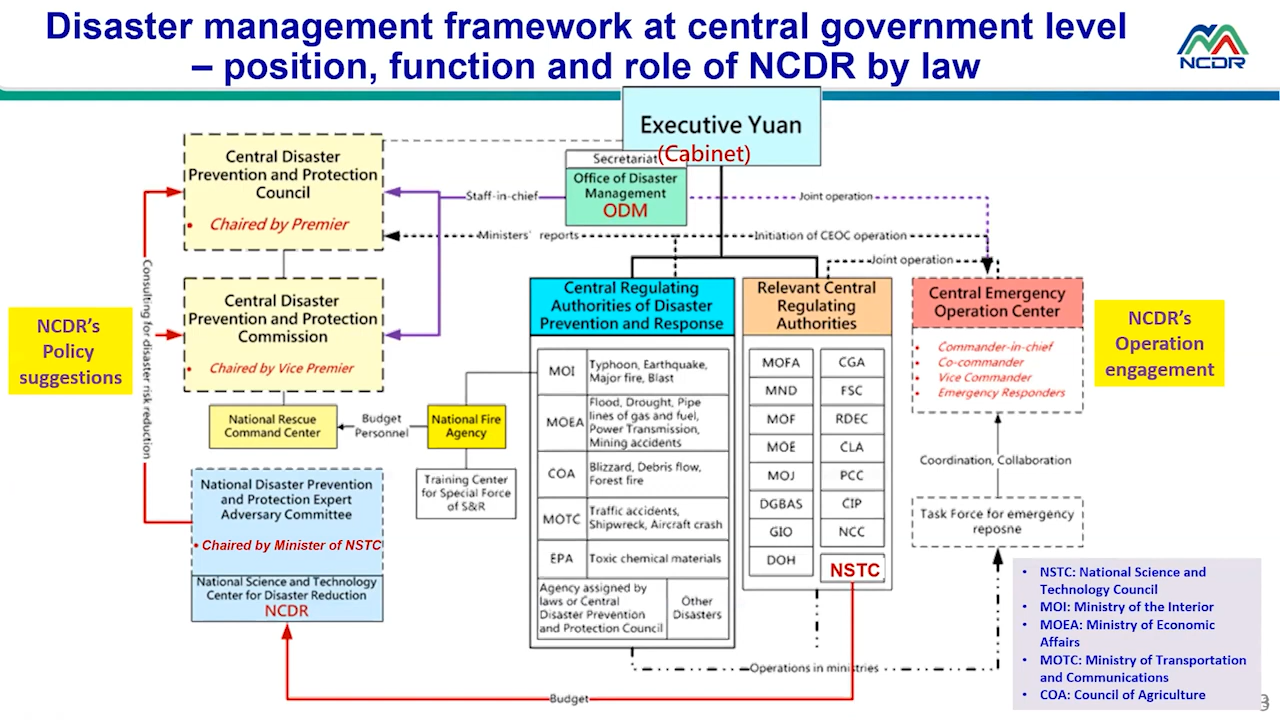 Disaster management framework at central government level
– position, function and role of NCDR by law
NCDR
Executive Yuan
(Cabinet)
Secretariat
Office of Disaster
Management
ODM
Central Disaster
Prevention and Protection
Council
• Chaired by Premier
Staff-in-chief
Joint operation
Ministers' reports
Initiation of CEOC operation
Joint operation
Consulting for disaster risk reduction
NCDR's
Policy
suggestions
Central Disaster
Prevention and Protection
Commission
• Chaired by Vice Premier
National Rescue
Command Center
Budget
Personnel
National Fire
Agency
Training Center
for Special Force
of S&R
National Disaster Prevention
and Protection Expert
Adversary Committee
• Chaired by Minister of NSTC
National Science and Technology
Center for Disaster Reduction
NCDR
Central Regulating
Authorities of Disaster
Prevention and Response
MOI
Typhoon, Earthquake,
Major fire, Blast
MOEA
Flood, Drought, Pipe
lines of gas and fuel,
Power Transmission,
Mining accidents
COA
Blizzard, Debris flow,
Forest fire
MOTC
Traffic accidents,
Shipwreck, Aircraft crash
EPA
Toxic chemical materials
Agency assigned by
laws or Central
Disaster Prevention
and Protection Council
Other
Disasters
Relevant Central
Regulating
Authorities
MOFA CGA
MND FSC
MOF RDEC
MOE CLA
MOJ PCC
DGBAS CIP
GIO NCC
DOH NSTC
Central Emergency
Operation Center
• Commander-in-chief
• Co-commander
• Vice Commander
• Emergency Responders
NCDR's
Operation
engagement
Coordination, Collaboration
Task Force for emergency
reposne
Operations in ministries
Budget
• NSTC: National Science and
Technology Council
• MOI: Ministry of the Interior
• MOEA: Ministry of Economic
Affairs
• MOTC: Ministry of Transportation
and Communications
• COA: Council of Agriculture
3